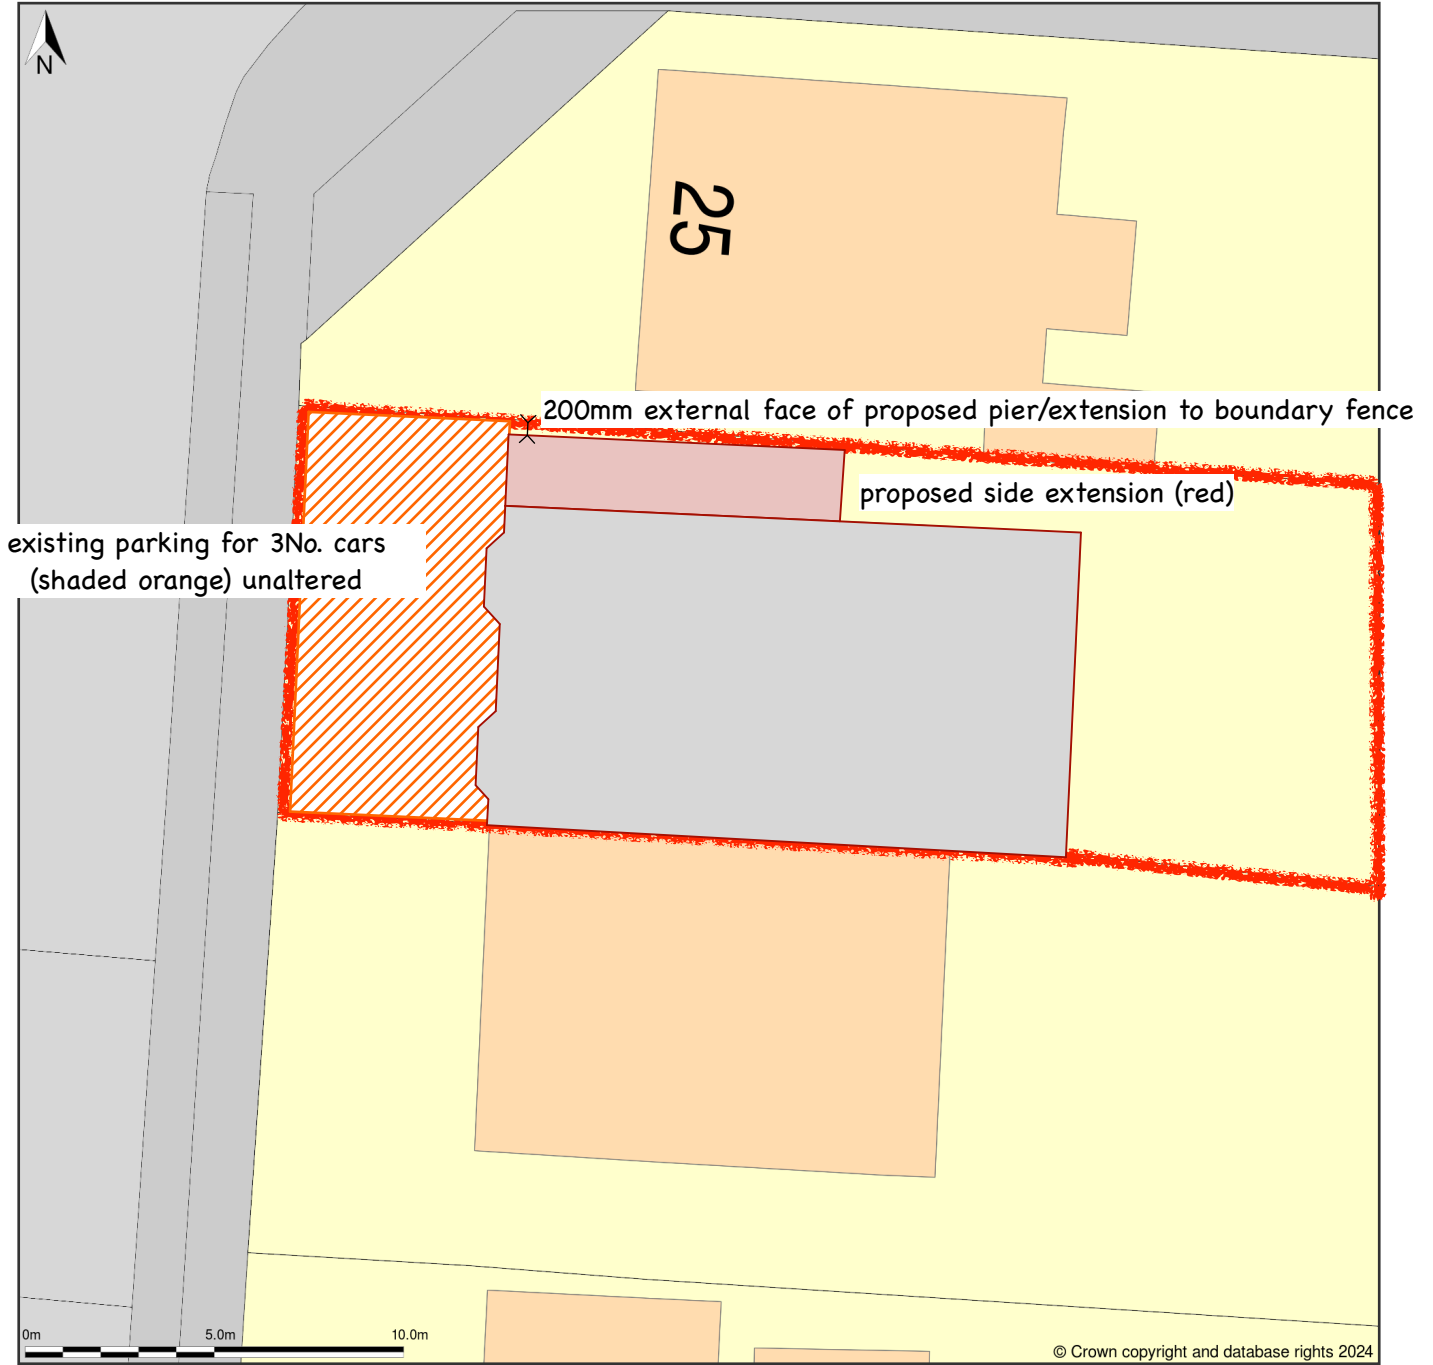 N
25
200mm external face of proposed pier/extension to boundary fence
proposed side extension (red)
existing parking for 3No. cars
(shaded orange) unaltered
0m 5.0m 10.0m
© Crown copyright and database rights 2024